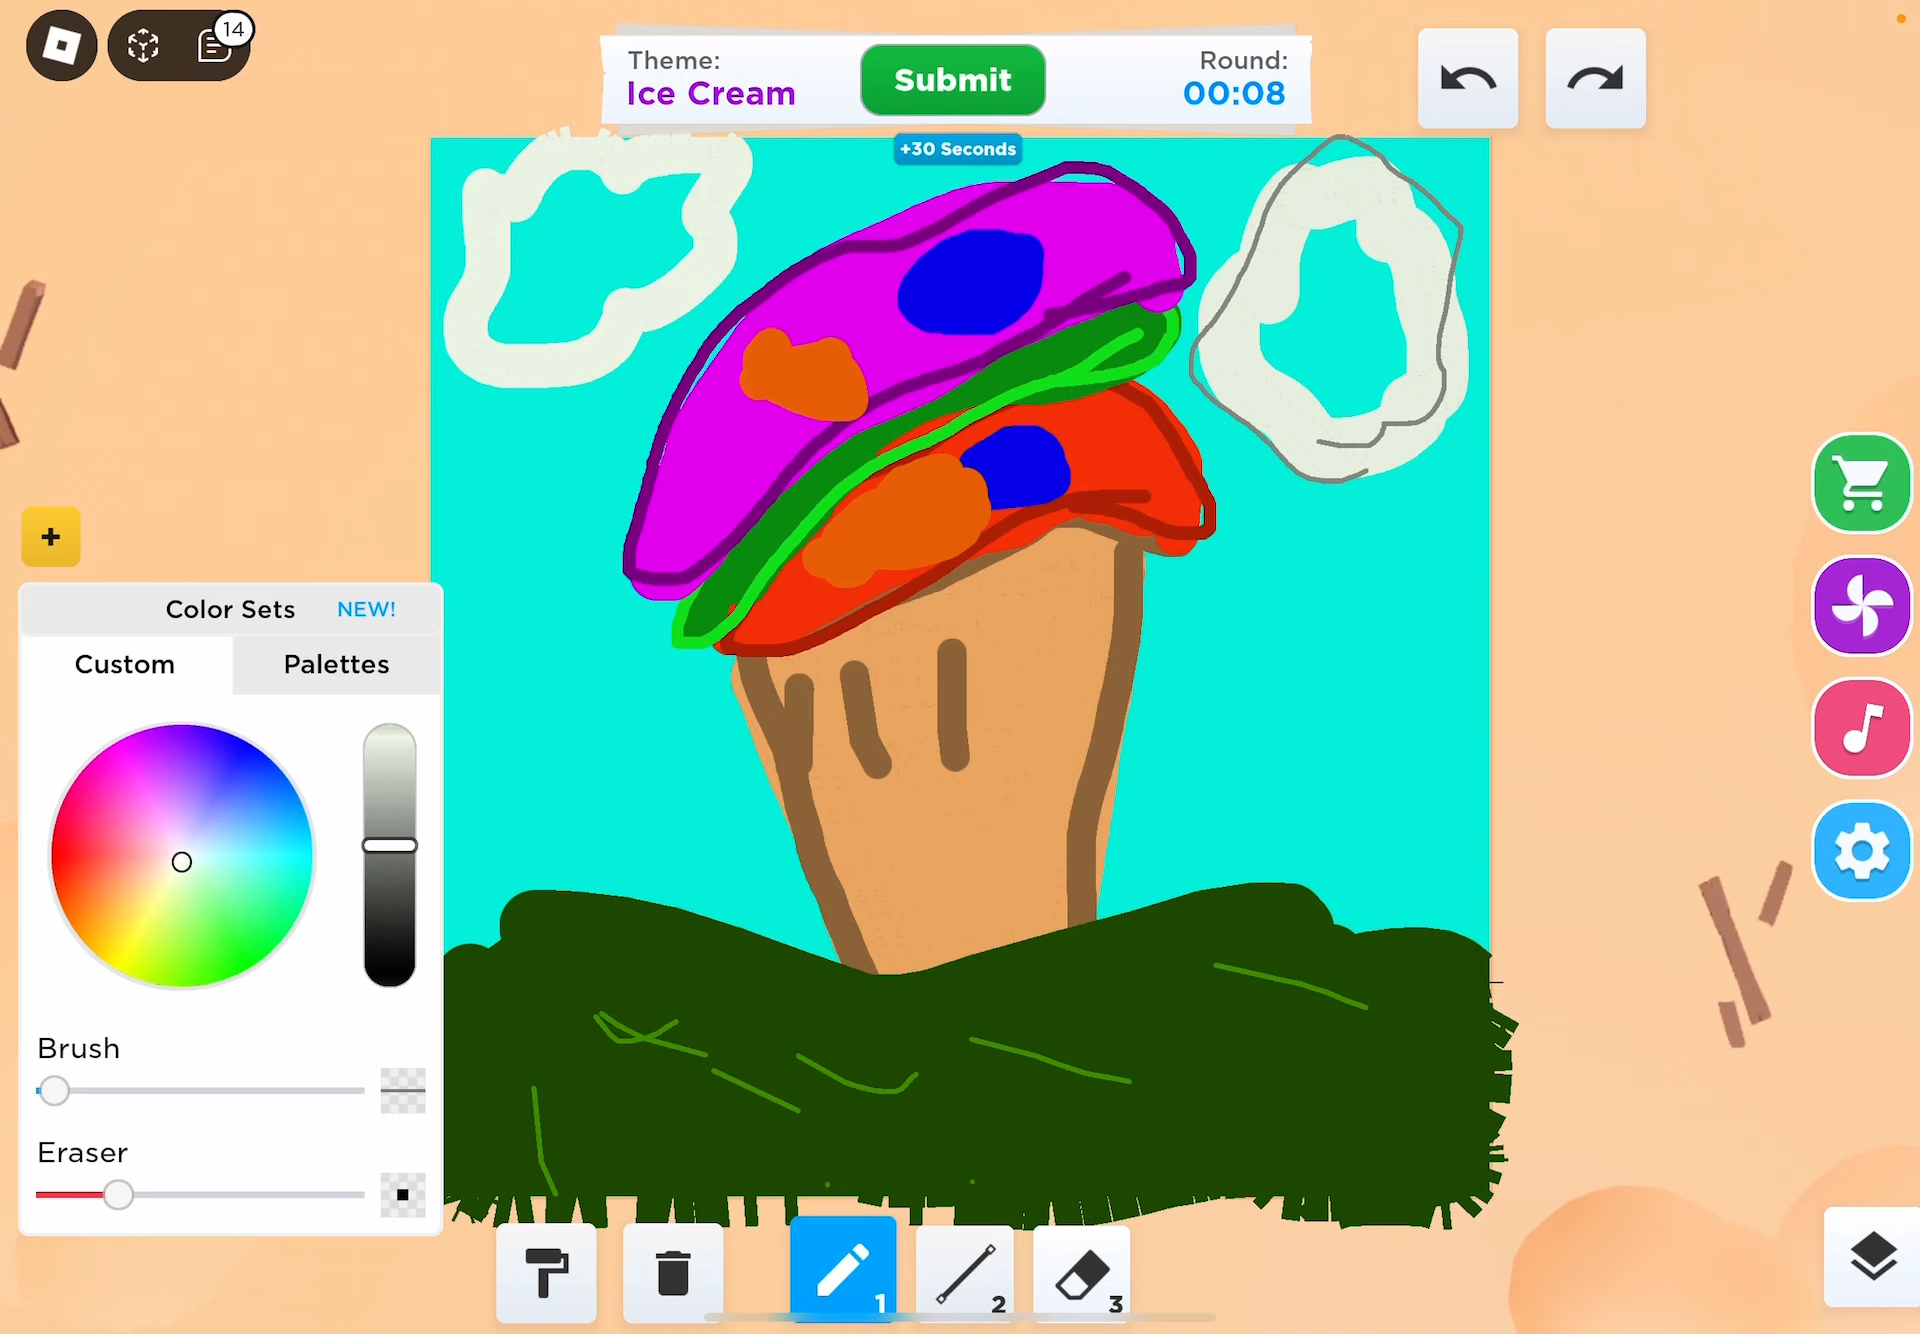 14
Theme:
Ice Cream
Submit
Round:
00:08
+30 Seconds
+
Color Sets NEW!
Custom
Palettes
Brush
Eraser
1
2
3